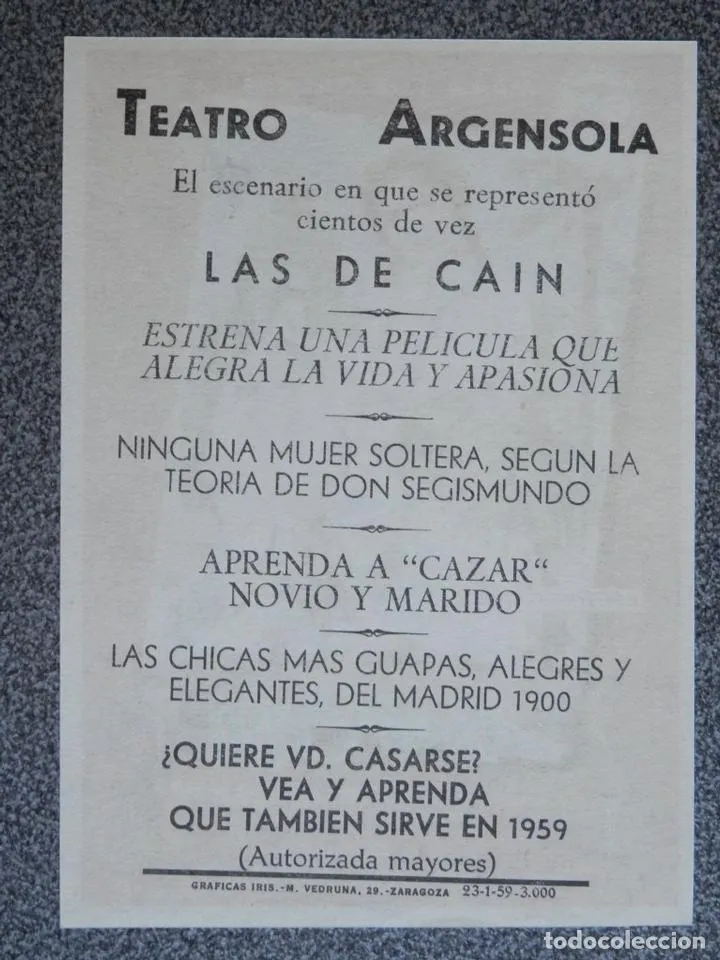 TEATRO ARGENSOLA
El escenario en que se representó
cientos de vez
LAS DE CAIN
ESTRENA UNA PELICULA QUE
ALEGRA LA VIDA Y APASIONA
NINGUNA MUJER SOLTERA, SEGUN LA
TEORIA DE DON SEGISMUNDO
APRENDA A “CAZAR“
NOVIO Y MARIDO
LAS CHICAS MAS GUAPAS, ALEGRES Y
ELEGANTES, DEL MADRID 1900
¿QUIERE VD. CASARSE?
VEA Y APRENDA
QUE TAMBIEN SIRVE EN 1959
(Autorizada mayores)
GRAFICAS IRIS.-M. VEDRUNA, 29.-ZARAGOZA 23-1-59-3.000
todocoleccion